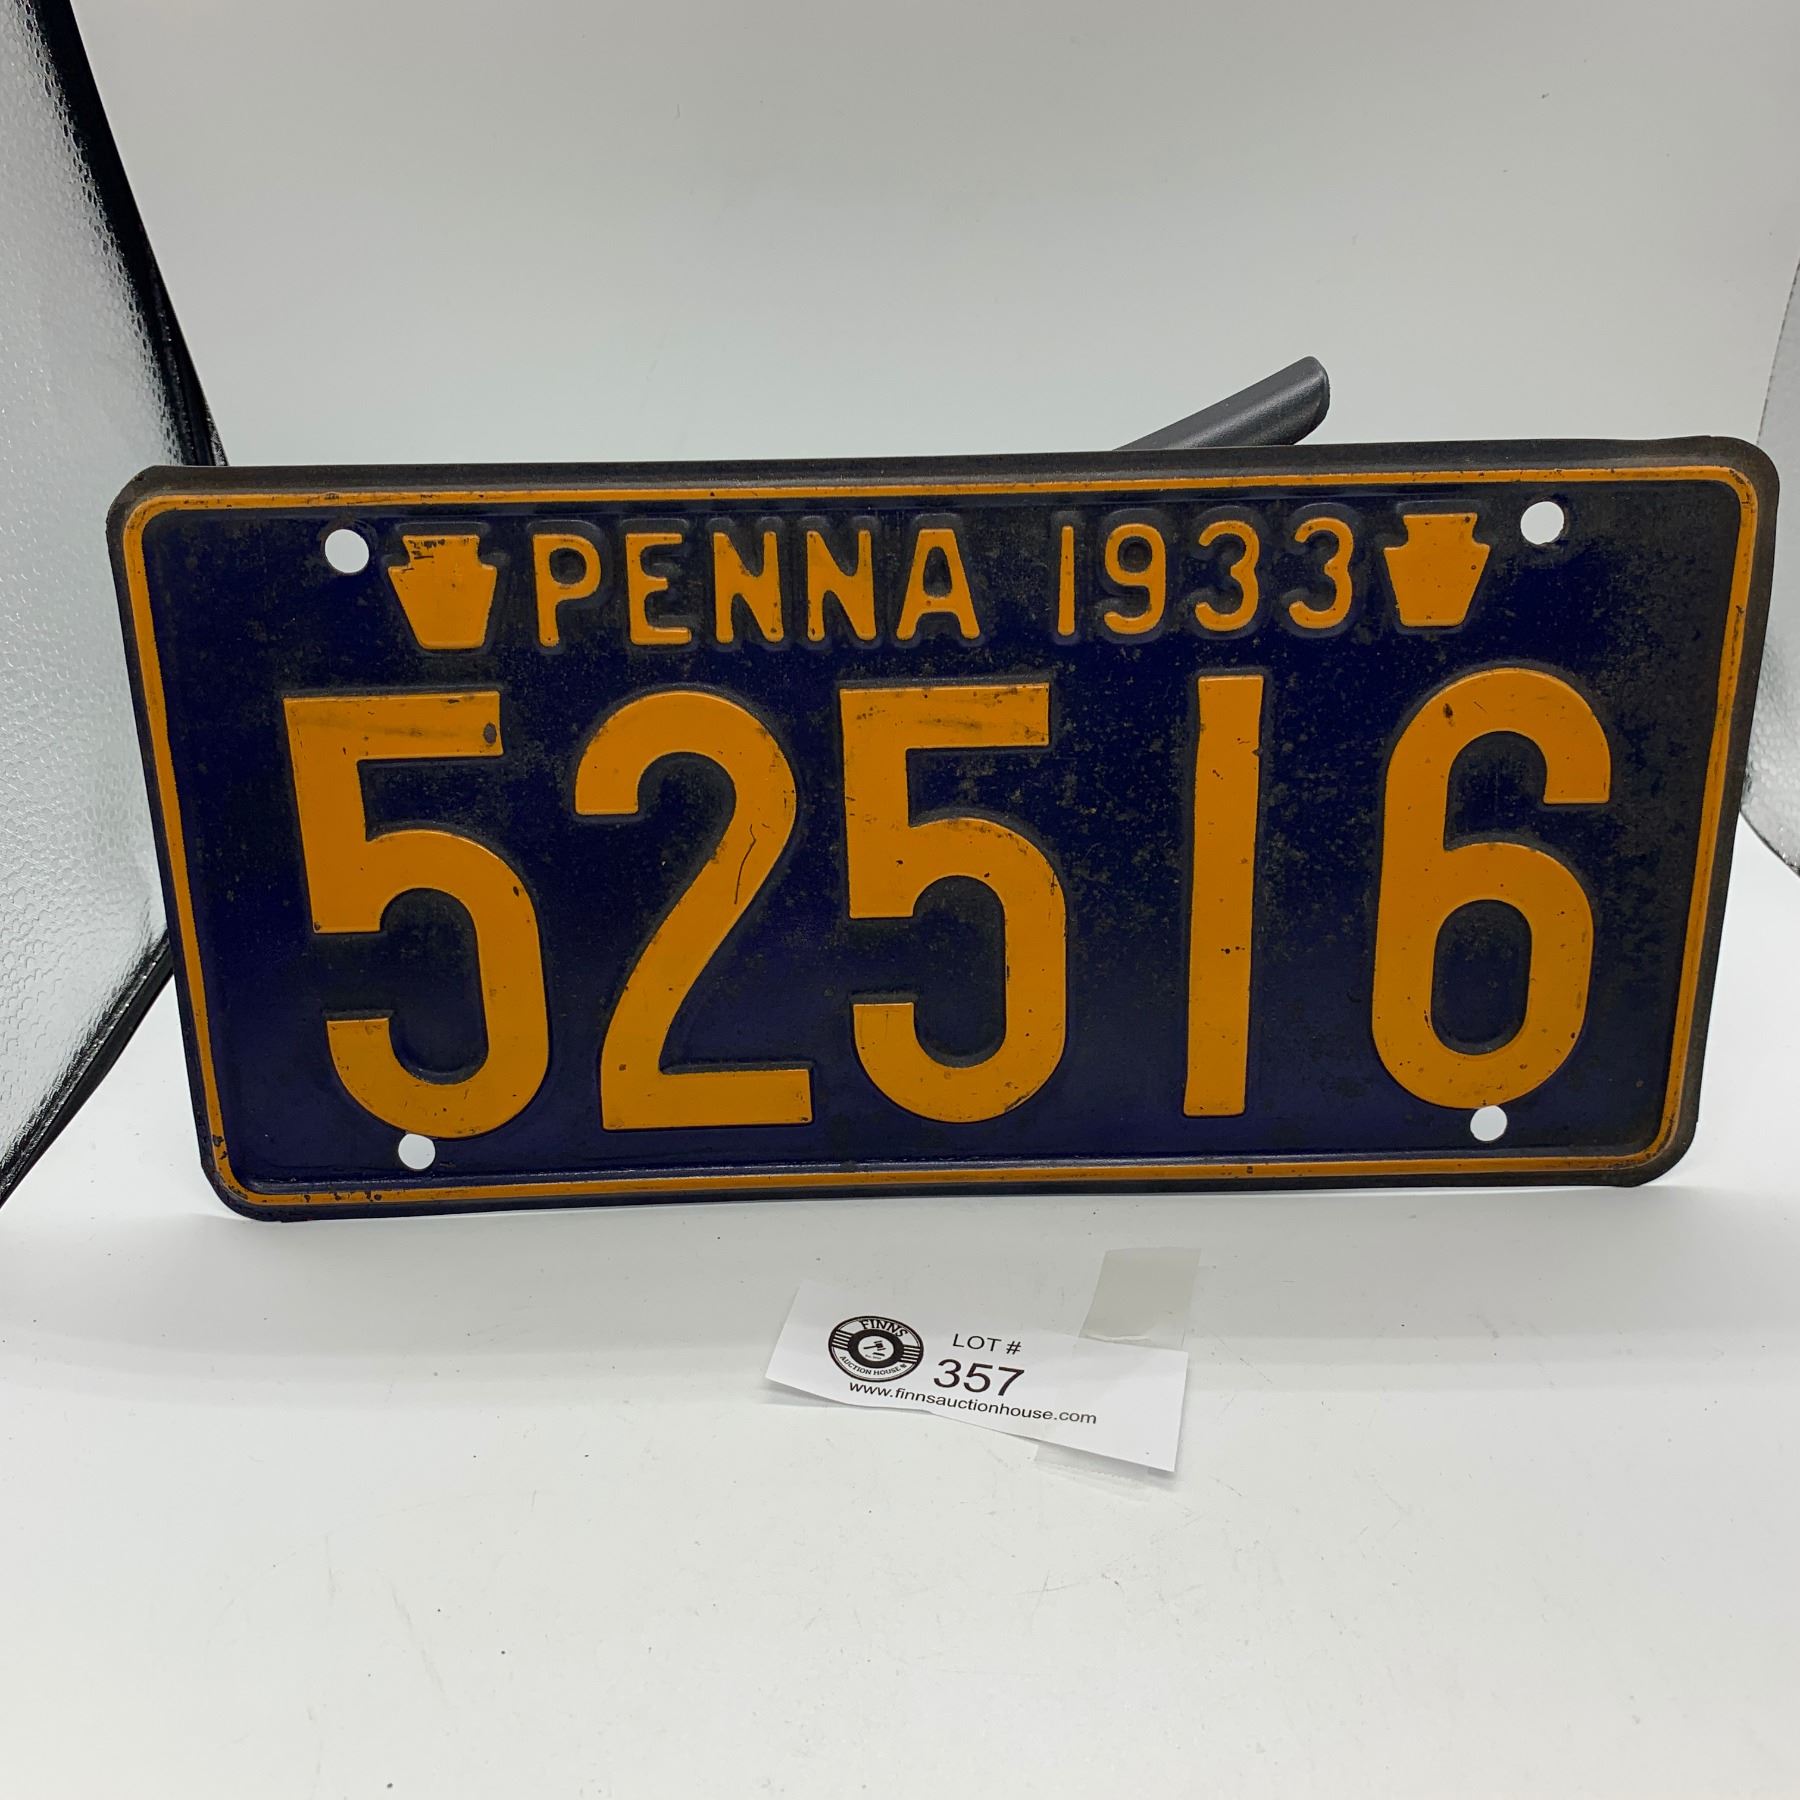 PENNA 1933
52516
FINNS
AUCTION HOUSE
LOT #
357
www.finnsauctionhouse.com